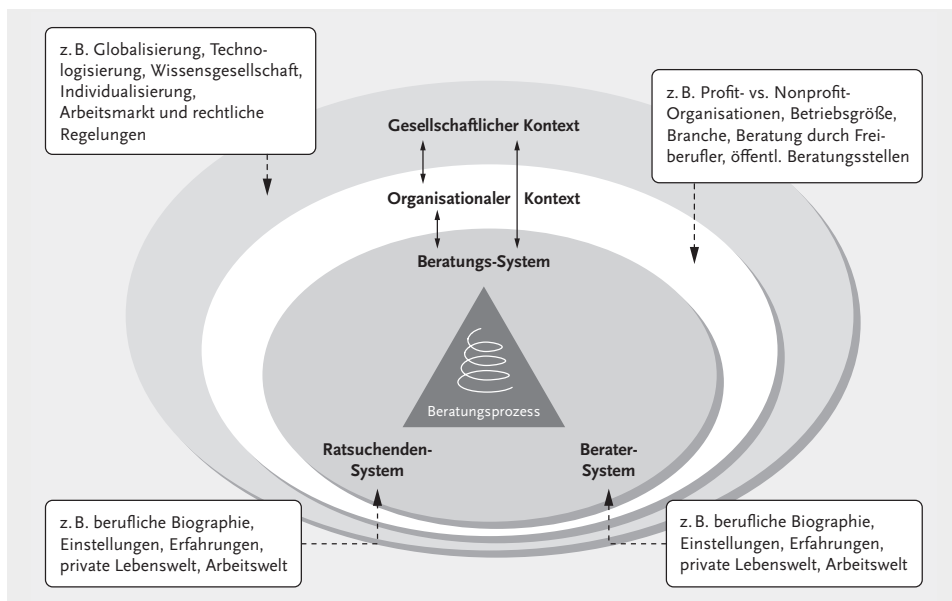 z. B. Globalisierung, Techno-
logisierung, Wissensgesellschaft,
Individualisierung,
Arbeitsmarkt und rechtliche
Regelungen
z. B. Profit- vs. Nonprofit-
Organisationen, Betriebsgröße,
Branche, Beratung durch Frei-
berufler, öffentl. Beratungsstellen
Gesellschaftlicher Kontext
Organisationaler Kontext
Beratungs-System
Beratungsprozess
Ratsuchenden-
System
Berater-
System
z. B. berufliche Biographie,
Einstellungen, Erfahrungen,
private Lebenswelt, Arbeitswelt
z. B. berufliche Biographie,
Einstellungen, Erfahrungen,
private Lebenswelt, Arbeitswelt